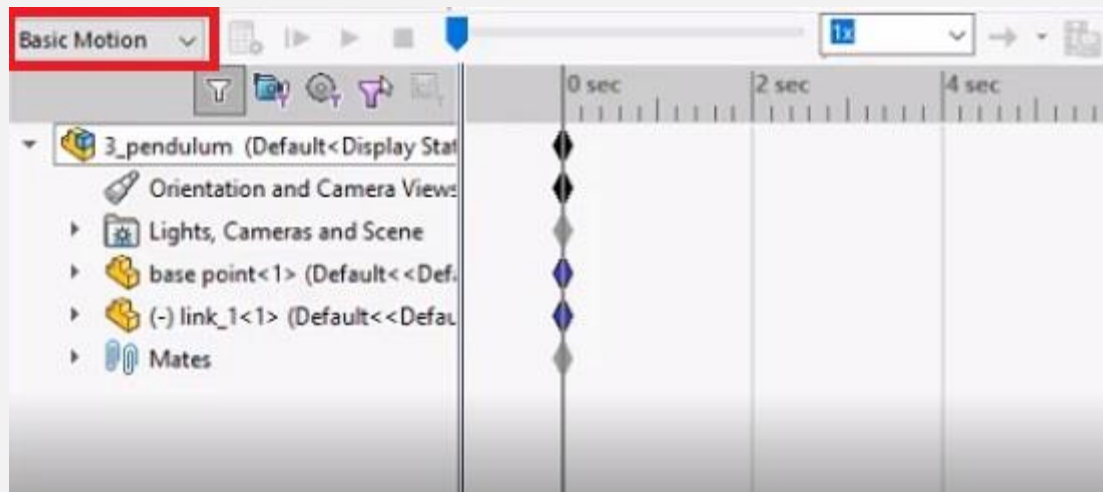 Basic Motion 1x
0 sec 2 sec 4 sec
3_pendulum (Default<Display Stat
Orientation and Camera Views
Lights, Cameras and Scene
base point<1> (Default<<Def.
(-) link_1<1> (Default<<Defau
Mates